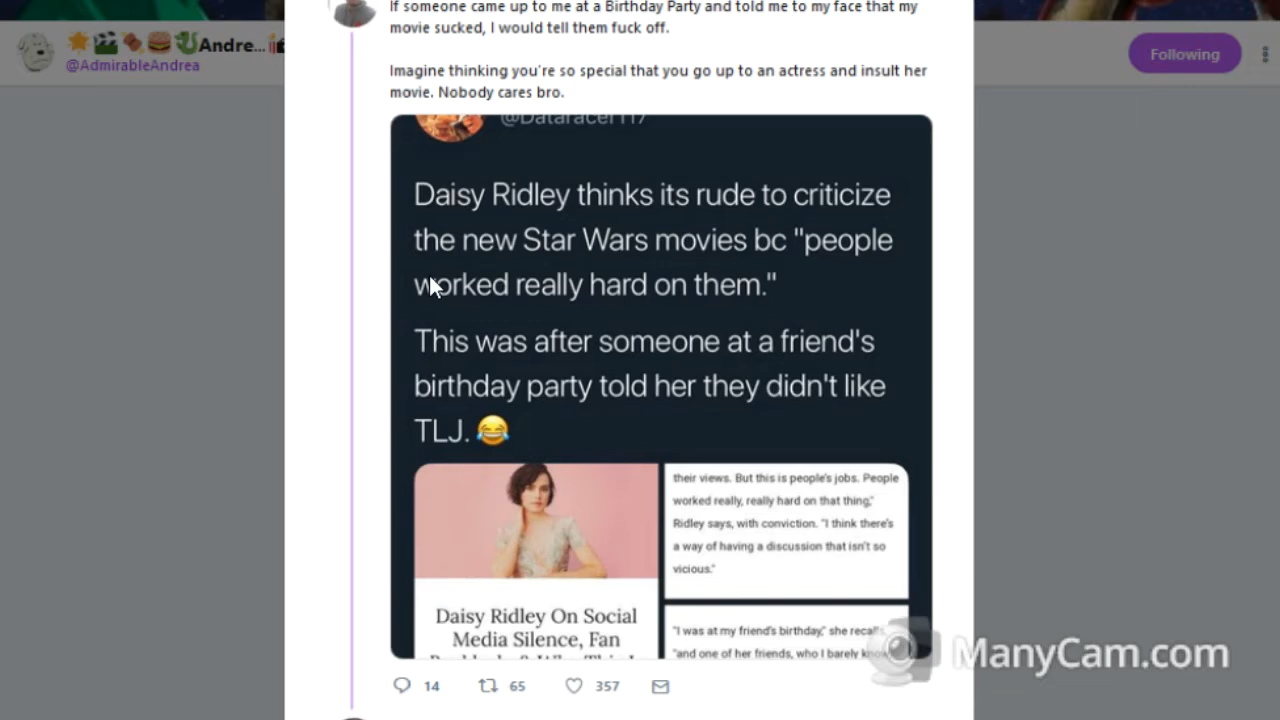 If someone came up to me at a Birthday Party and told me to my face that my
movie sucked, I would tell them fuck off.
Andre...
@AdmirableAndrea
Following
Imagine thinking you're so special that you go up to an actress and insult her
movie. Nobody cares bro.
@Dataracer117
Daisy Ridley thinks its rude to criticize
the new Star Wars movies bc "people
worked really hard on them."
This was after someone at a friend's
birthday party told her they didn't like
TLJ. 😂
their views. But this is people's jobs. People
worked really, really hard on that thing,"
Ridley says, with conviction. "I think there's
a way of having a discussion that isn't so
vicious."
Daisy Ridley On Social
Media Silence, Fan
"I was at my friend's birthday," she recalls,
"and one of her friends, who I barely know
ManyCam.com
14
65
357